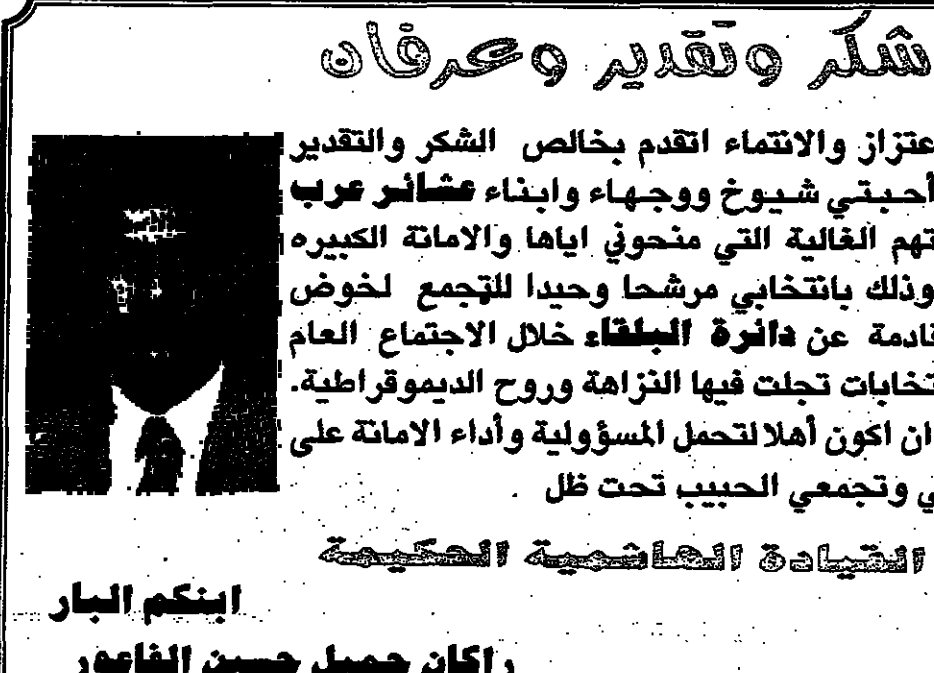 شكر وتقدير وعرفان
عتزاز والانتماء اتقدم بخالص الشكر والتقدير
أحبتي شيوخ ووجهاء وابناء عشائر عرب
تهم الغالية التي منحوني اياها والامانة الكبيره
وذلك بانتخابي مرشحا وحيدا للتجمع لخوض
قادمة عن دائرة البلقاء خلال الاجتماع العام
تخابات تجلت فيها النزاهة وروح الديموقراطية.
ان اكون أهلا لتحمل المسؤولية وأداء الامانة على
ي وتجمعي الحبيب تحت ظل
القيادة الهاشمية الحكيمة
ابنكم البار
راكان جميل حسين الفاعور